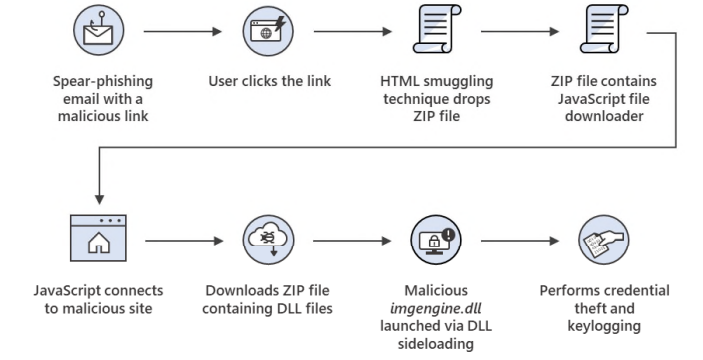 Spear-phishing
email with a
malicious link
User clicks the link
HTML smuggling
technique drops
ZIP file
ZIP file contains
JavaScript file
downloader
JavaScript connects
to malicious site
Downloads ZIP file
containing DLL files
Malicious
imgengine.dll
launched via DLL
sideloading
Performs credential
theft and
keylogging